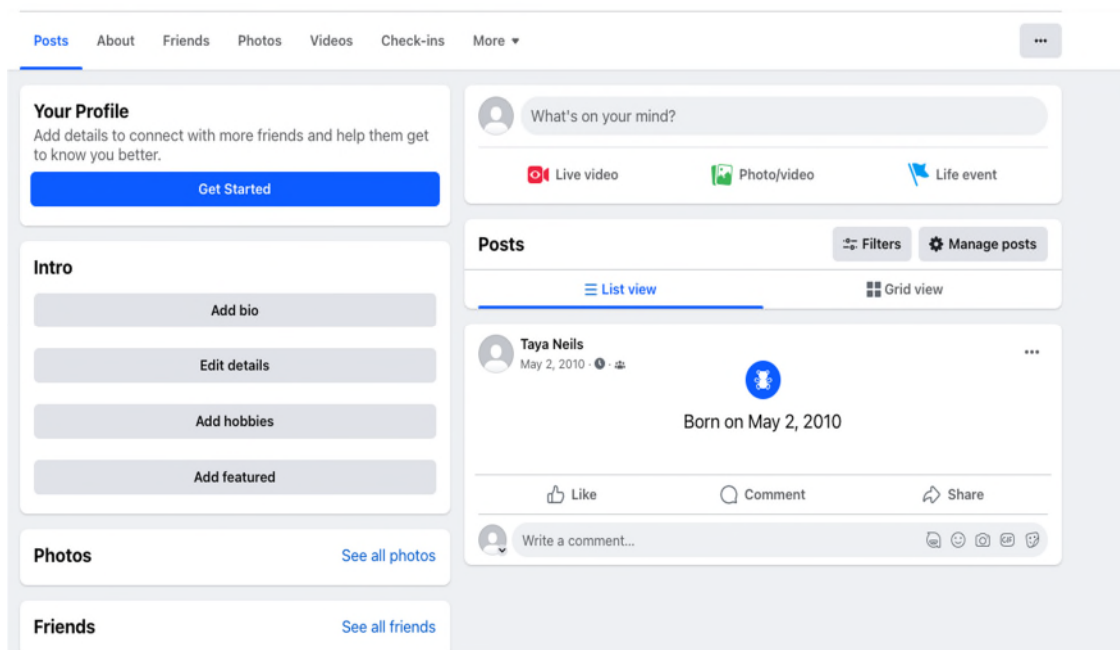 Posts About Friends Photos Videos Check-ins More
Your Profile
Add details to connect with more friends and help them get
to know you better.
Get Started
Intro
Add bio
Edit details
Add hobbies
Add featured
Photos See all photos
Friends See all friends
What's on your mind?
Live video Photo/video Life event
Posts Filters Manage posts
List view Grid view
Taya Neils
May 2, 2010 · ·
Born on May 2, 2010
Like Comment Share
Write a comment...
GIF